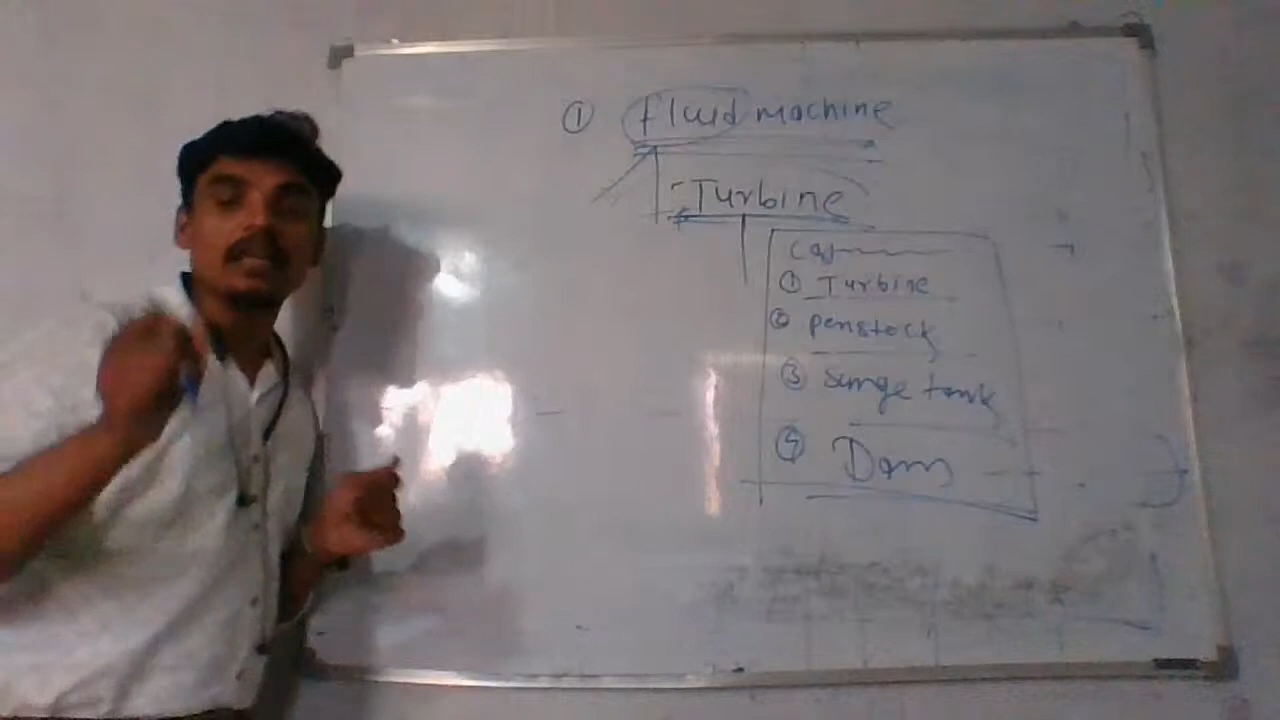 ① fluid machine
- Turbine
① Turbine
② penstock
③ Surge tank
④ Dam